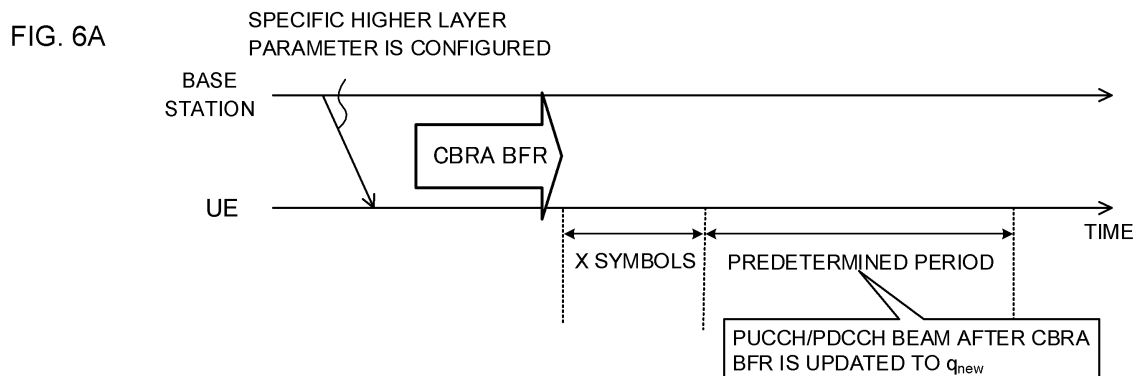 FIG. 6A
SPECIFIC HIGHER LAYER
PARAMETER IS CONFIGURED
BASE
STATION
CBRA BFR
UE
TIME
X SYMBOLS
PREDETERMINED PERIOD
PUCCH/PDCCH BEAM AFTER CBRA
BFR IS UPDATED TO qnew